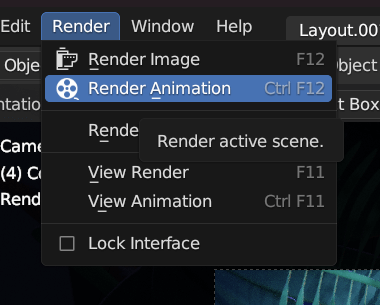 Edit Render Window Help Layout.00
Obje
Render Image F12
bject
ntatio
Render Animation Ctrl F12
t Box
Rende
Render active scene.
Came
(4) Co
View Render F11
Rend
View Animation Ctrl F11
Lock Interface